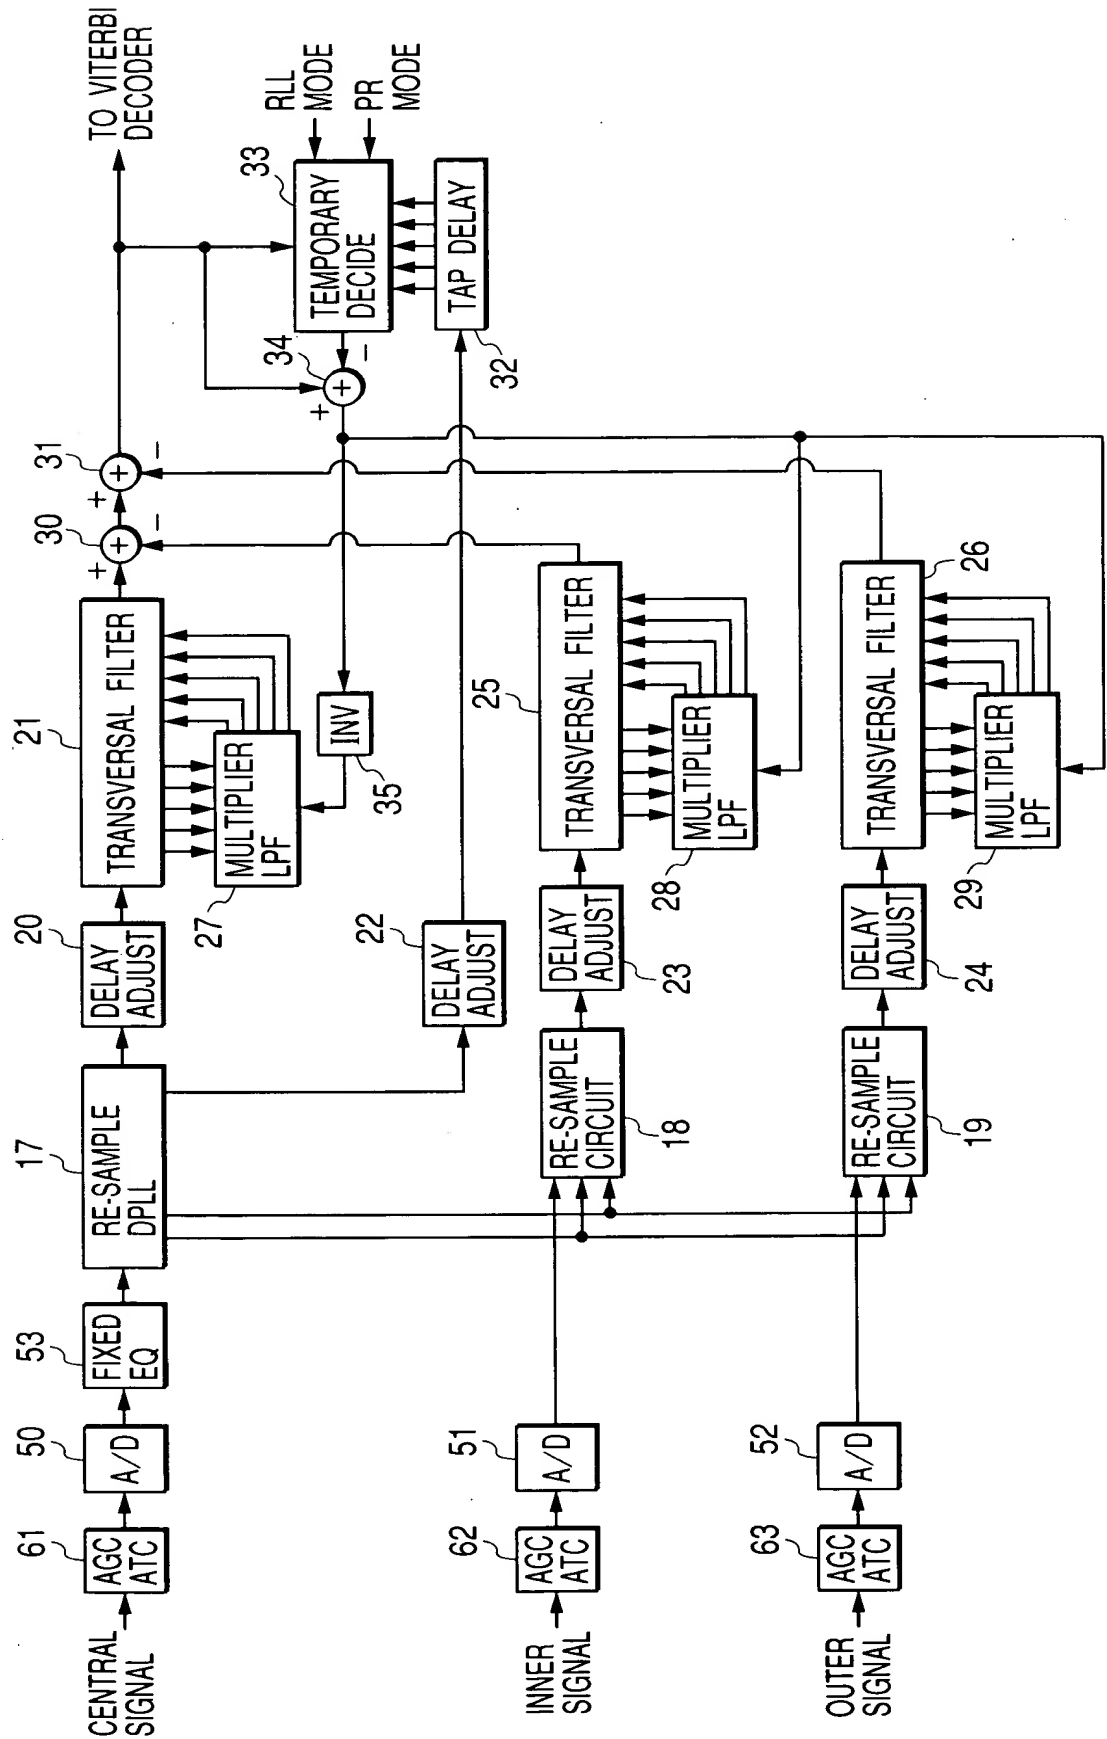 CENTRAL
SIGNAL
61
AGC
ATC
50
A/D
53
FIXED
EQ
17
RE-SAMPLE
DPLL
20
DELAY
ADJUST
21
TRANSVERSAL FILTER
27
MULTIPLIER
LPF
30
+
+
-
31
+
+
-
TO VITERBI
DECODER
22
DELAY
ADJUST
35
INV
34
+
+
-
33
TEMPORARY
DECIDE
RLL
MODE
PR
MODE
32
TAP DELAY
INNER
SIGNAL
62
AGC
ATC
51
A/D
18
RE-SAMPLE
CIRCUIT
23
DELAY
ADJUST
25
TRANSVERSAL FILTER
28
MULTIPLIER
LPF
OUTER
SIGNAL
63
AGC
ATC
52
A/D
19
RE-SAMPLE
CIRCUIT
24
DELAY
ADJUST
26
TRANSVERSAL FILTER
29
MULTIPLIER
LPF